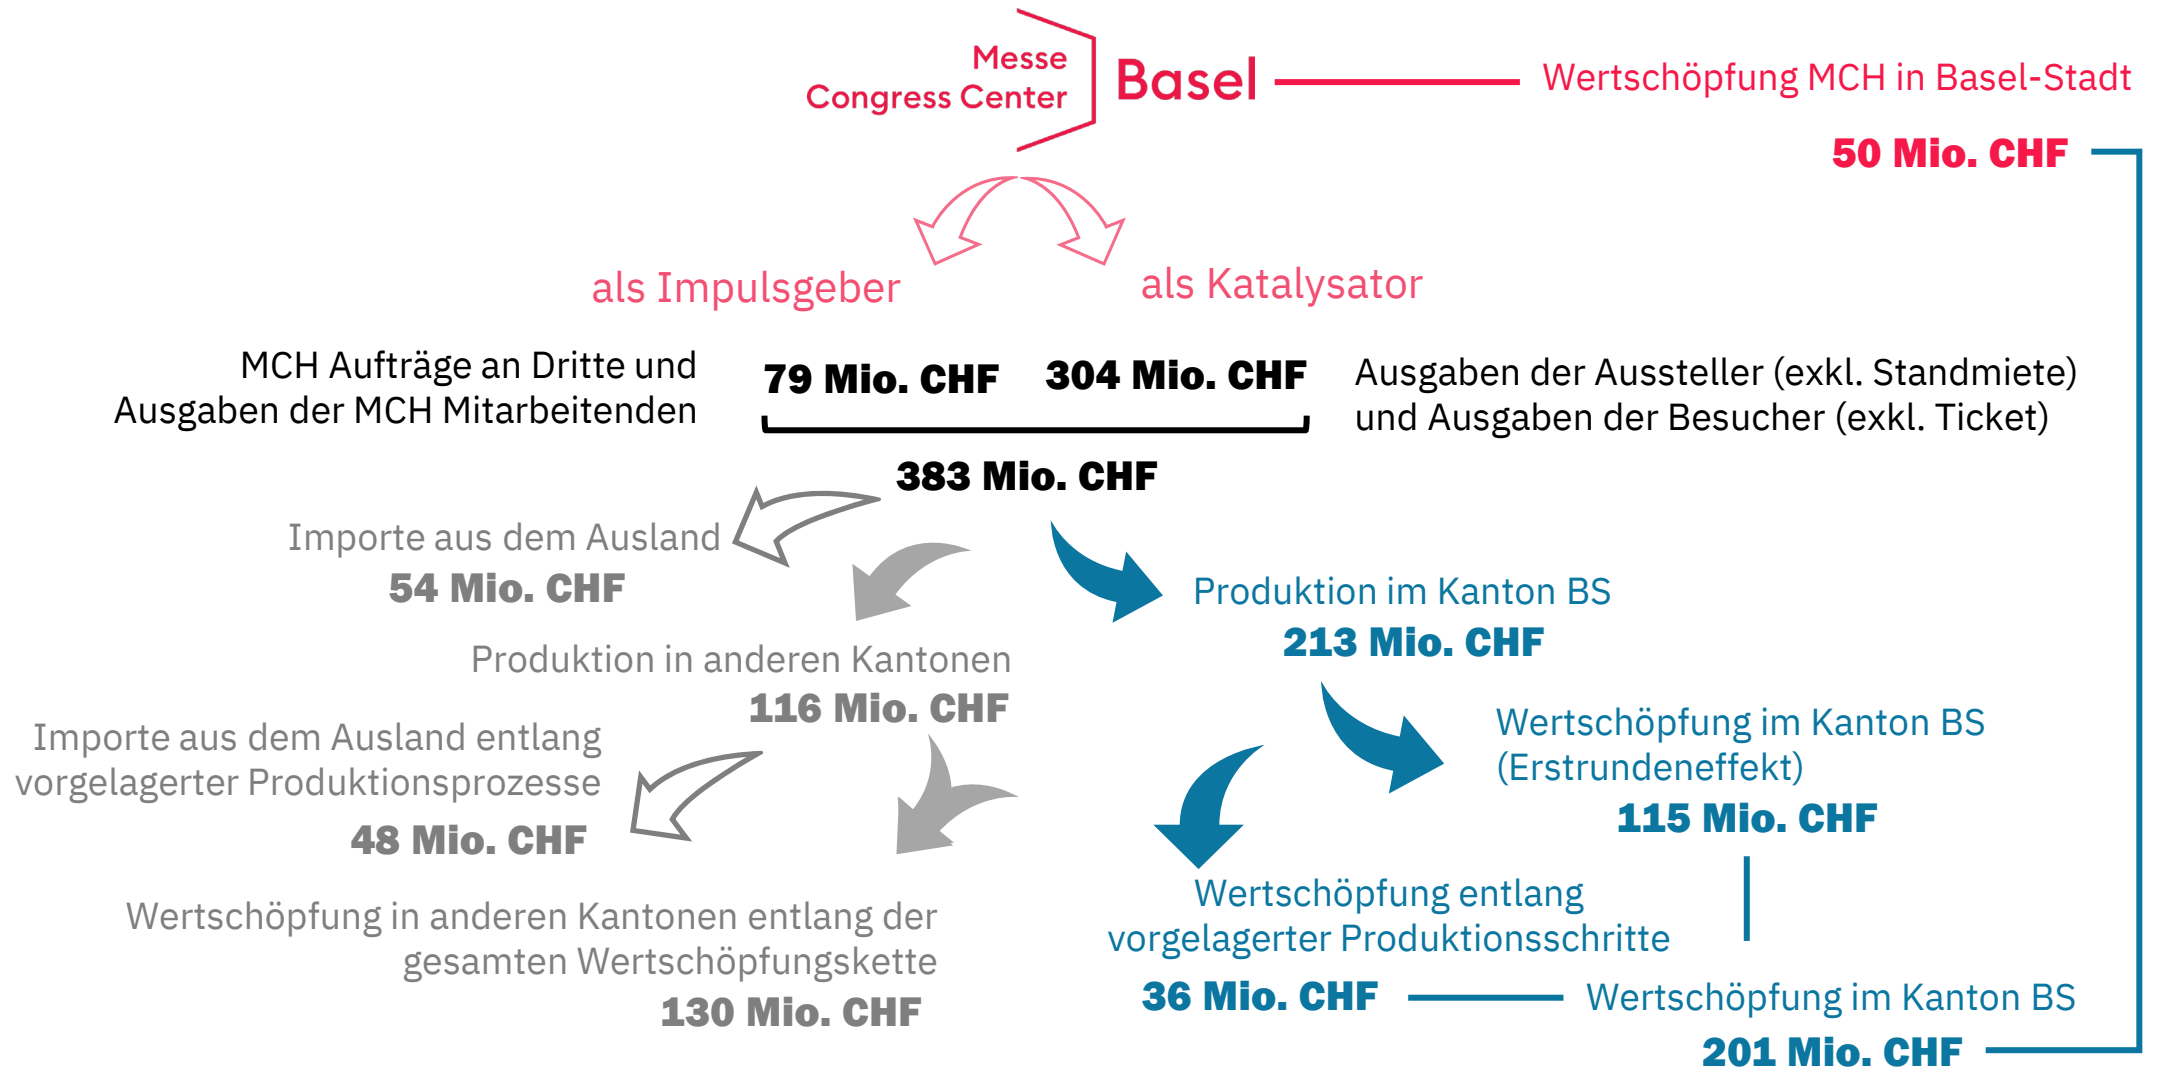 Messe
Congress Center
Basel
Wertschöpfung MCH in Basel-Stadt
50 Mio. CHF
als Impulsgeber
als Katalysator
MCH Aufträge an Dritte und
Ausgaben der MCH Mitarbeitenden
79 Mio. CHF
304 Mio. CHF
Ausgaben der Aussteller (exkl. Standmiete)
und Ausgaben der Besucher (exkl. Ticket)
383 Mio. CHF
Importe aus dem Ausland
54 Mio. CHF
Produktion im Kanton BS
213 Mio. CHF
Produktion in anderen Kantonen
116 Mio. CHF
Importe aus dem Ausland entlang
vorgelagerter Produktionsprozesse
48 Mio. CHF
Wertschöpfung im Kanton BS
(Erstrundeneffekt)
115 Mio. CHF
Wertschöpfung in anderen Kantonen entlang der
gesamten Wertschöpfungskette
130 Mio. CHF
Wertschöpfung entlang
vorgelagerter Produktionsschritte
36 Mio. CHF
Wertschöpfung im Kanton BS
201 Mio. CHF